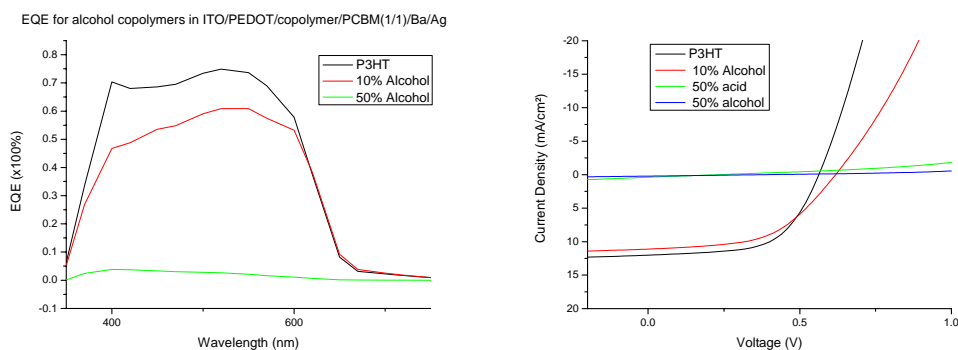 EQE for alcohol copolymers in ITO/PEDOT/copolymer/PCBM(1/1)/Ba/Ag
0.8
0.7
0.6
0.5
0.4
0.3
0.2
0.1
0.0
-0.1
EQE (x100%)
P3HT
10% Alcohol
50% Alcohol
400
600
Wavelength (nm)
-20
-15
-10
-5
0
5
10
15
20
Current Density (mA/cm²)
P3HT
10% Alcohol
50% acid
50% alcohol
0.0
0.5
1.0
Voltage (V)